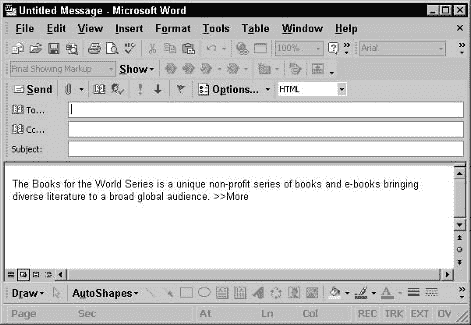 Untitled Message - Microsoft Word
File Edit View Insert Format Tools Table Window Help
100% Arial
Final Showing Markup Show
Send Options... HTML
To...
Cc...
Subject:
The Books for the World Series is a unique non-profit series of books and e-books bringing
diverse literature to a broad global audience. >>More
Draw AutoShapes
Page Sec At Ln Col REC TRK EXT OV